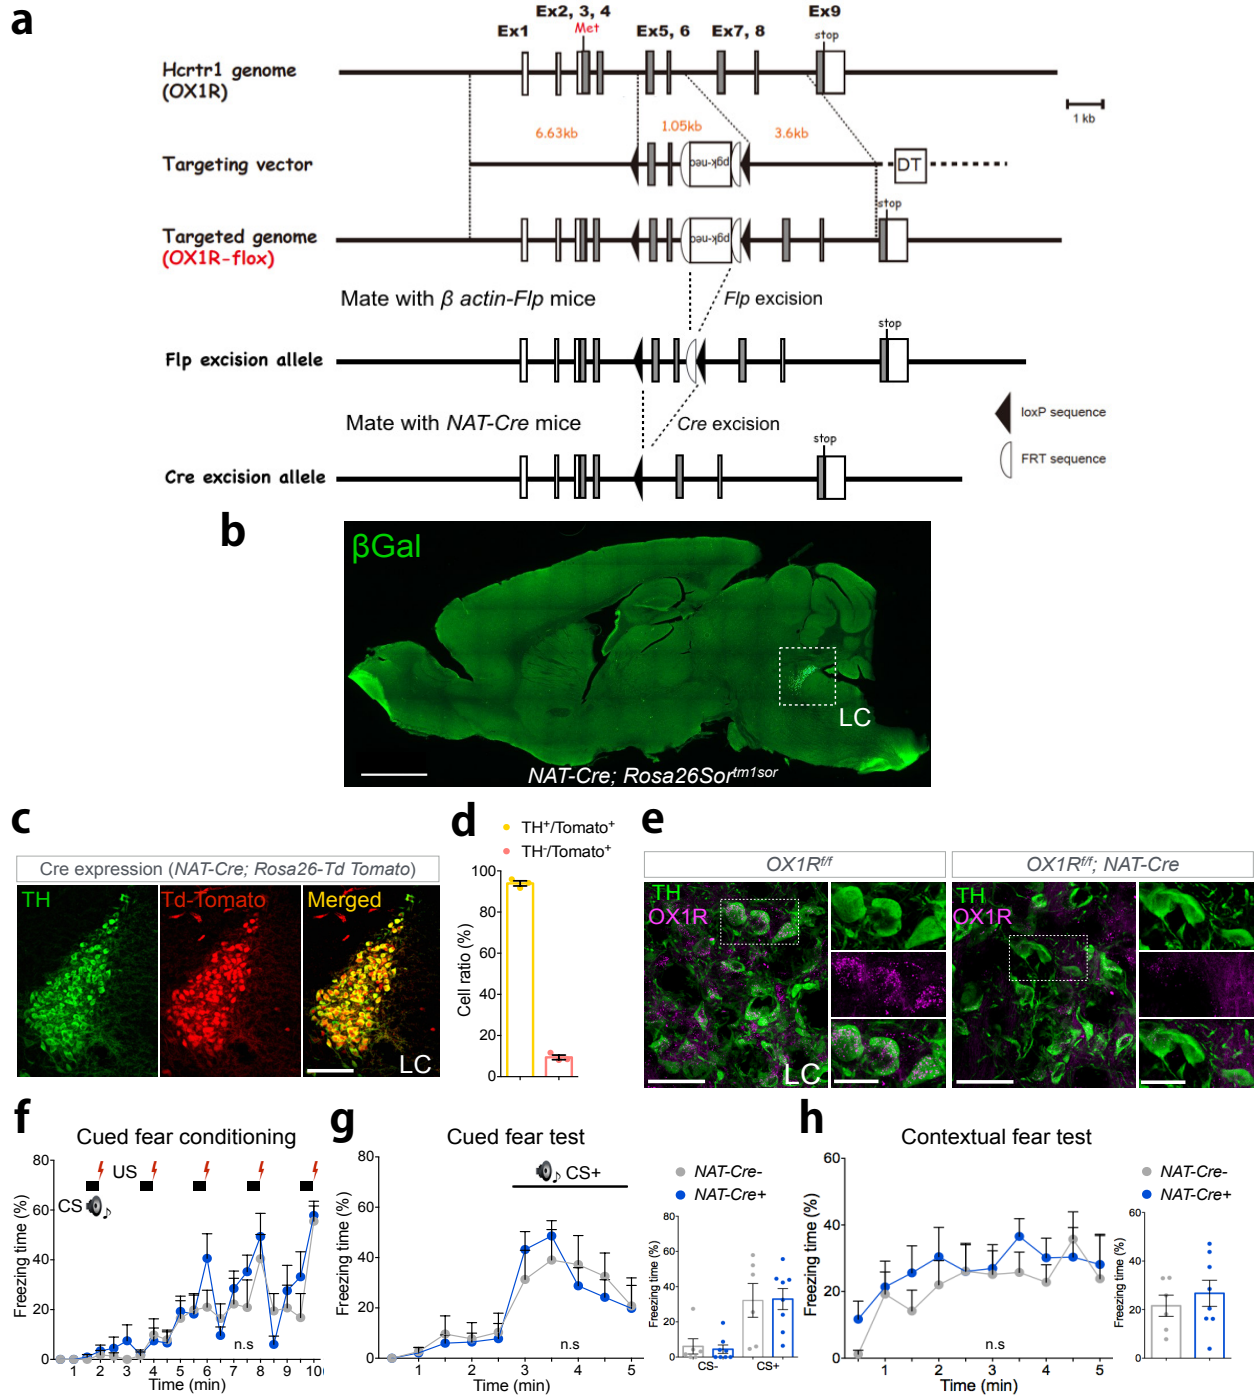 a
Ex1
Ex2, 3, 4
Met
Ex5, 6
Ex7, 8
Ex9
stop
Hcrtr1 genome
(OX1R)
1 kb
6.63kb
1.05kb
3.6kb
Targeting vector
pgk-neo
DT
stop
Targeted genome
(OX1R-flox)
pgk-neo
Mate with β actin-Flp mice
Flp excision
stop
Flp excision allele
loxP sequence
Mate with NAT-Cre mice
Cre excision
stop
FRT sequence
Cre excision allele
b
βGal
LC
NAT-Cre; Rosa26Sortm1sor
c
Cre expression (NAT-Cre; Rosa26-Td Tomato)
TH
Td-Tomato
Merged
LC
d
TH+/Tomato+
TH-/Tomato+
Cell ratio (%)
100
80
60
40
20
0
e
OX1Rf/f
OX1Rf/f; NAT-Cre
TH
OX1R
LC
TH
OX1R
f
Cued fear conditioning
US
CS
Freezing time (%)
80
60
40
20
0
n.s
1 2 3 4 5 6 7 8 9 10
Time (min)
g
Cued fear test
CS+
Freezing time (%)
80
60
40
20
0
n.s
1 2 3 4 5
Time (min)
NAT-Cre-
NAT-Cre+
Freezing time (%)
80
60
40
20
0
CS- CS+
h
Contextual fear test
Freezing time (%)
60
40
20
0
n.s
1 2 3 4 5
Time (min)
NAT-Cre-
NAT-Cre+
Freezing time (%)
60
40
20
0